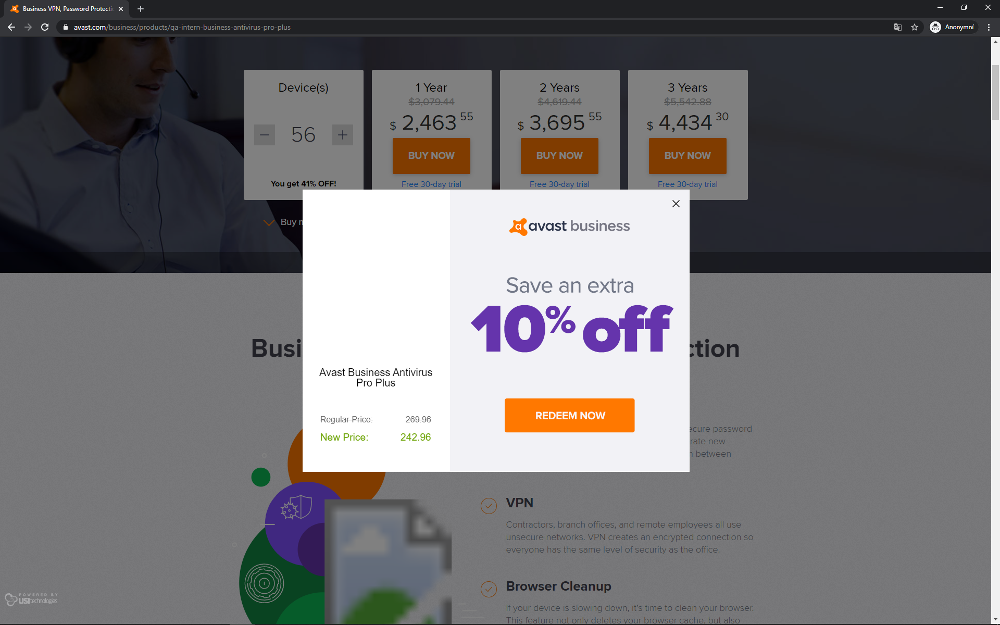 Business VPN, Password Protectio
avast.com/business/products/qa-intern-business-antivirus-pro-plus
Anonymní
Device(s)
56
You get 41% OFF!
1 Year
$3,079.44
$ 2,463 55
BUY NOW
Free 30-day trial
2 Years
$4,619.44
$ 3,695 55
BUY NOW
Free 30-day trial
3 Years
$5,542.88
$ 4,434 30
BUY NOW
Free 30-day trial
Buy
avast business
Save an extra
10% off
REDEEM NOW
Avast Business Antivirus
Pro Plus
Regular Price: 269.96
New Price: 242.96
Busi
ction
ecure password
rate new
between
VPN
Contractors, branch offices, and remote employees all use
unsecure networks. VPN creates an encrypted connection so
everyone has the same level of security as the office.
Browser Cleanup
If your device is slowing down, it's time to clean your browser.
This feature not only deletes your browser cache, but also
POWERED BY
USI technologies